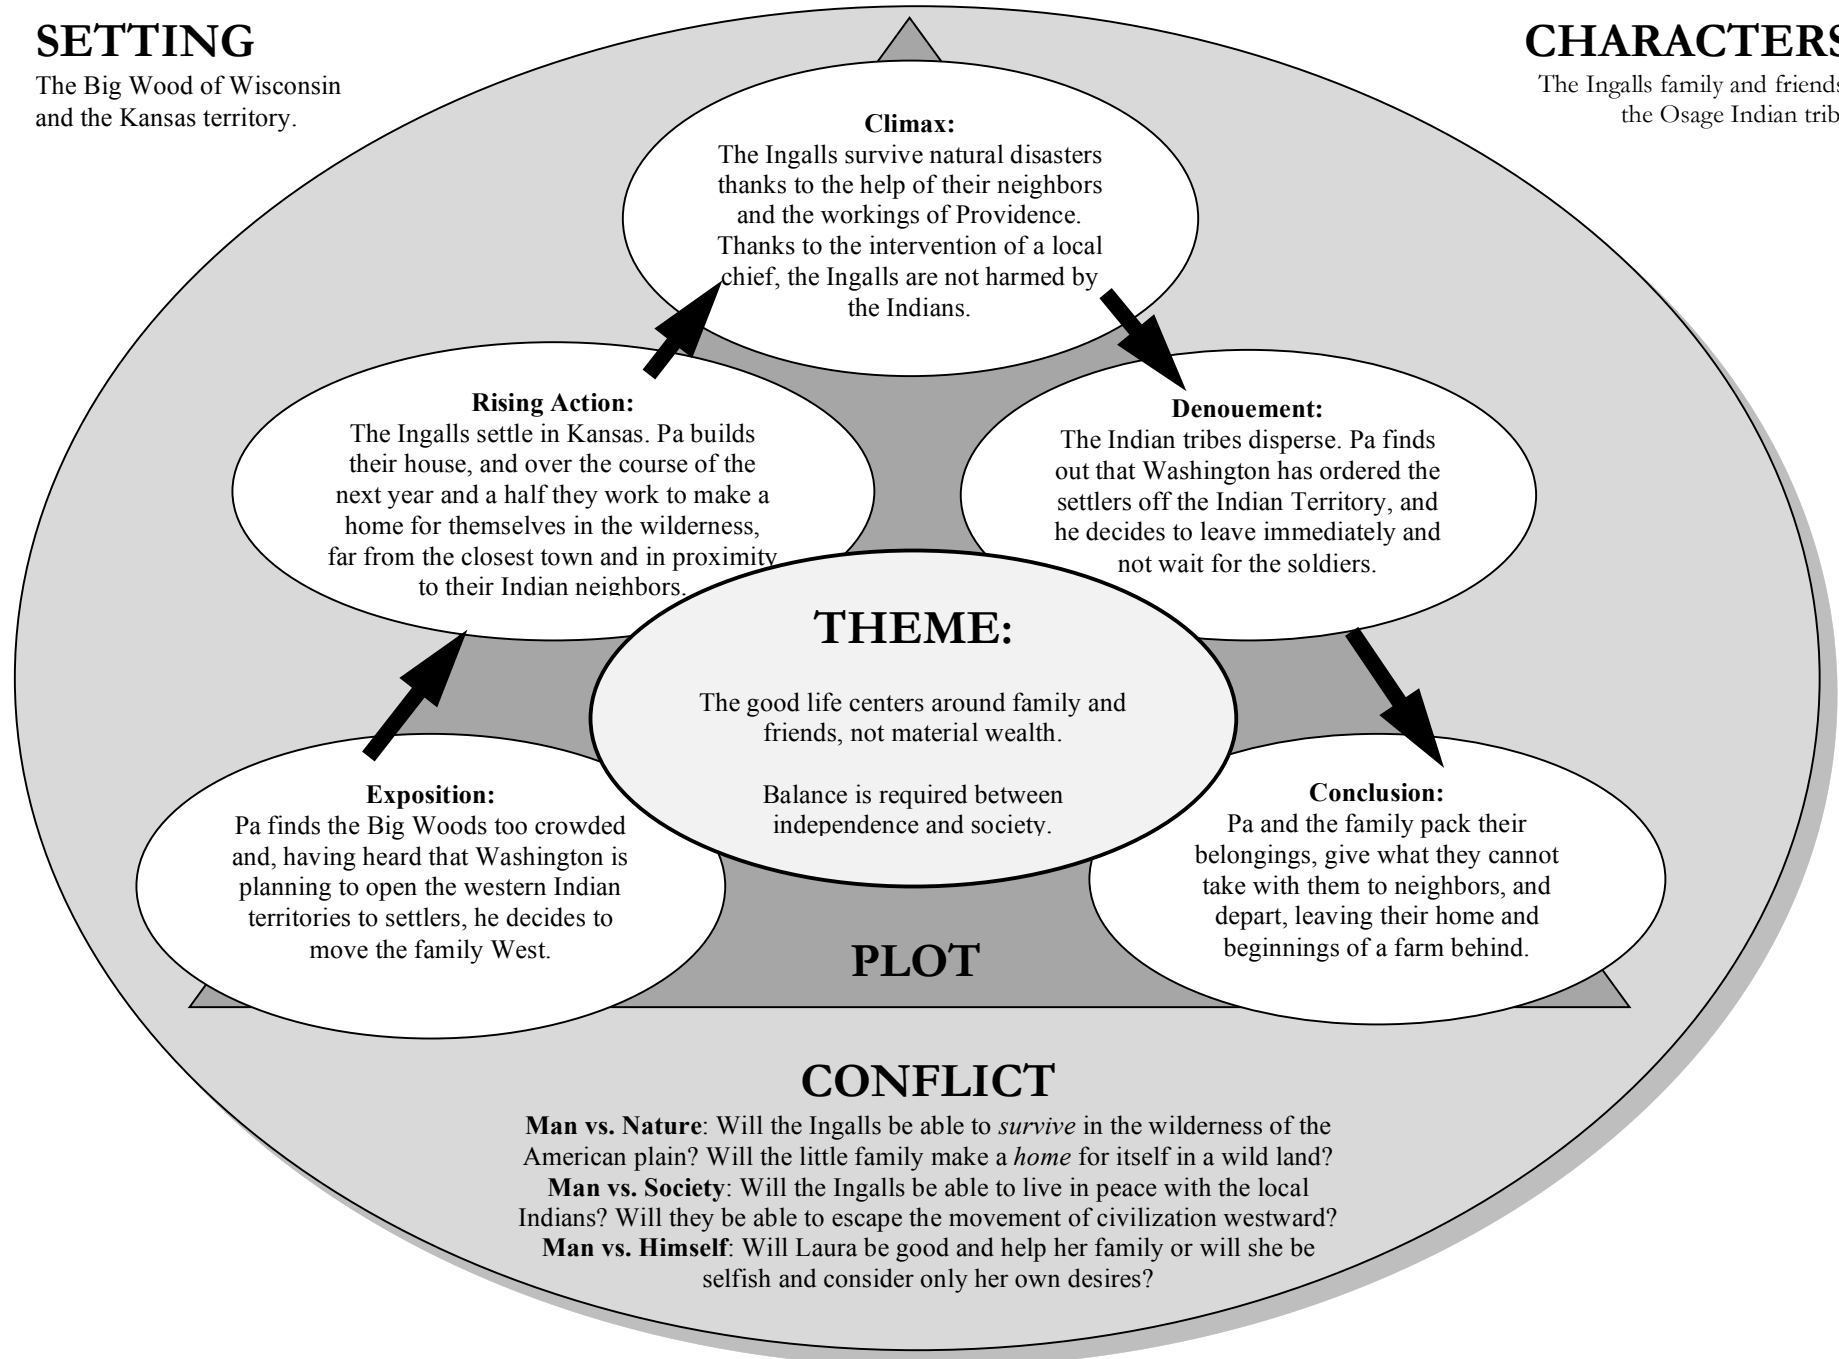 SETTING
The Big Wood of Wisconsin
and the Kansas territory.
CHARACTERS
The Ingalls family and friends
the Osage Indian trib
Climax:
The Ingalls survive natural disasters
thanks to the help of their neighbors
and the workings of Providence.
Thanks to the intervention of a local
chief, the Ingalls are not harmed by
the Indians.
Rising Action:
The Ingalls settle in Kansas. Pa builds
their house, and over the course of the
next year and a half they work to make a
home for themselves in the wilderness,
far from the closest town and in proximity
to their Indian neighbors.
Denouement:
The Indian tribes disperse. Pa finds
out that Washington has ordered the
settlers off the Indian Territory, and
he decides to leave immediately and
not wait for the soldiers.
THEME:
The good life centers around family and
friends, not material wealth.
Balance is required between
independence and society.
Exposition:
Pa finds the Big Woods too crowded
and, having heard that Washington is
planning to open the western Indian
territories to settlers, he decides to
move the family West.
Conclusion:
Pa and the family pack their
belongings, give what they cannot
take with them to neighbors, and
depart, leaving their home and
beginnings of a farm behind.
PLOT
CONFLICT
Man vs. Nature: Will the Ingalls be able to survive in the wilderness of the
American plain? Will the little family make a home for itself in a wild land?
Man vs. Society: Will the Ingalls be able to live in peace with the local
Indians? Will they be able to escape the movement of civilization westward?
Man vs. Himself: Will Laura be good and help her family or will she be
selfish and consider only her own desires?